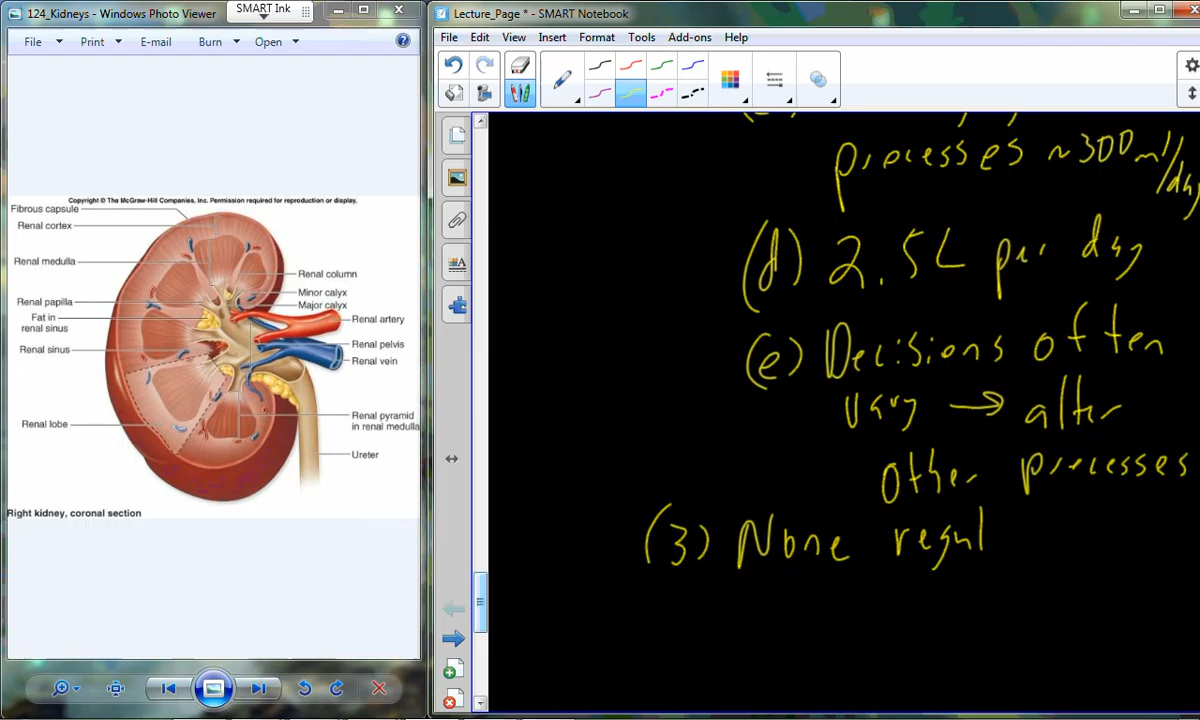 124_Kidneys - Windows Photo Viewer
SMART Ink
File Print E-mail Burn Open
Copyright © The McGraw-Hill Companies, Inc. Permission required for reproduction or display.
Fibrous capsule
Renal cortex
Renal medulla
Renal papilla
Fat in
renal sinus
Renal sinus
Renal lobe
Renal column
Minor calyx
Major calyx
Renal artery
Renal pelvis
Renal vein
Renal pyramid
in renal medulla
Ureter
Right kidney, coronal section
Lecture_Page * - SMART Notebook
File Edit View Insert Format Tools Add-ons Help
processes ~300ml/
day
(d) 2.5L per day
(e) Decisions often
vary → alter
other processes
(3) None regul